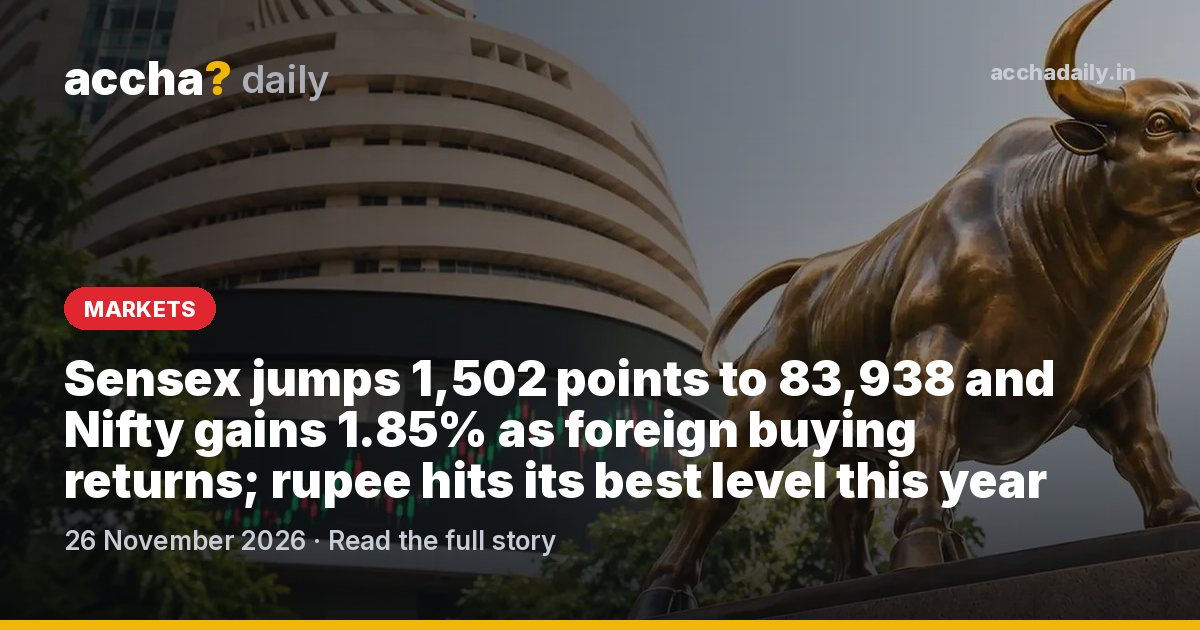 accha? daily
acchadaily.in
MARKETS
Sensex jumps 1,502 points to 83,938 and
Nifty gains 1.85% as foreign buying
returns; rupee hits its best level this year
26 November 2026 · Read the full story